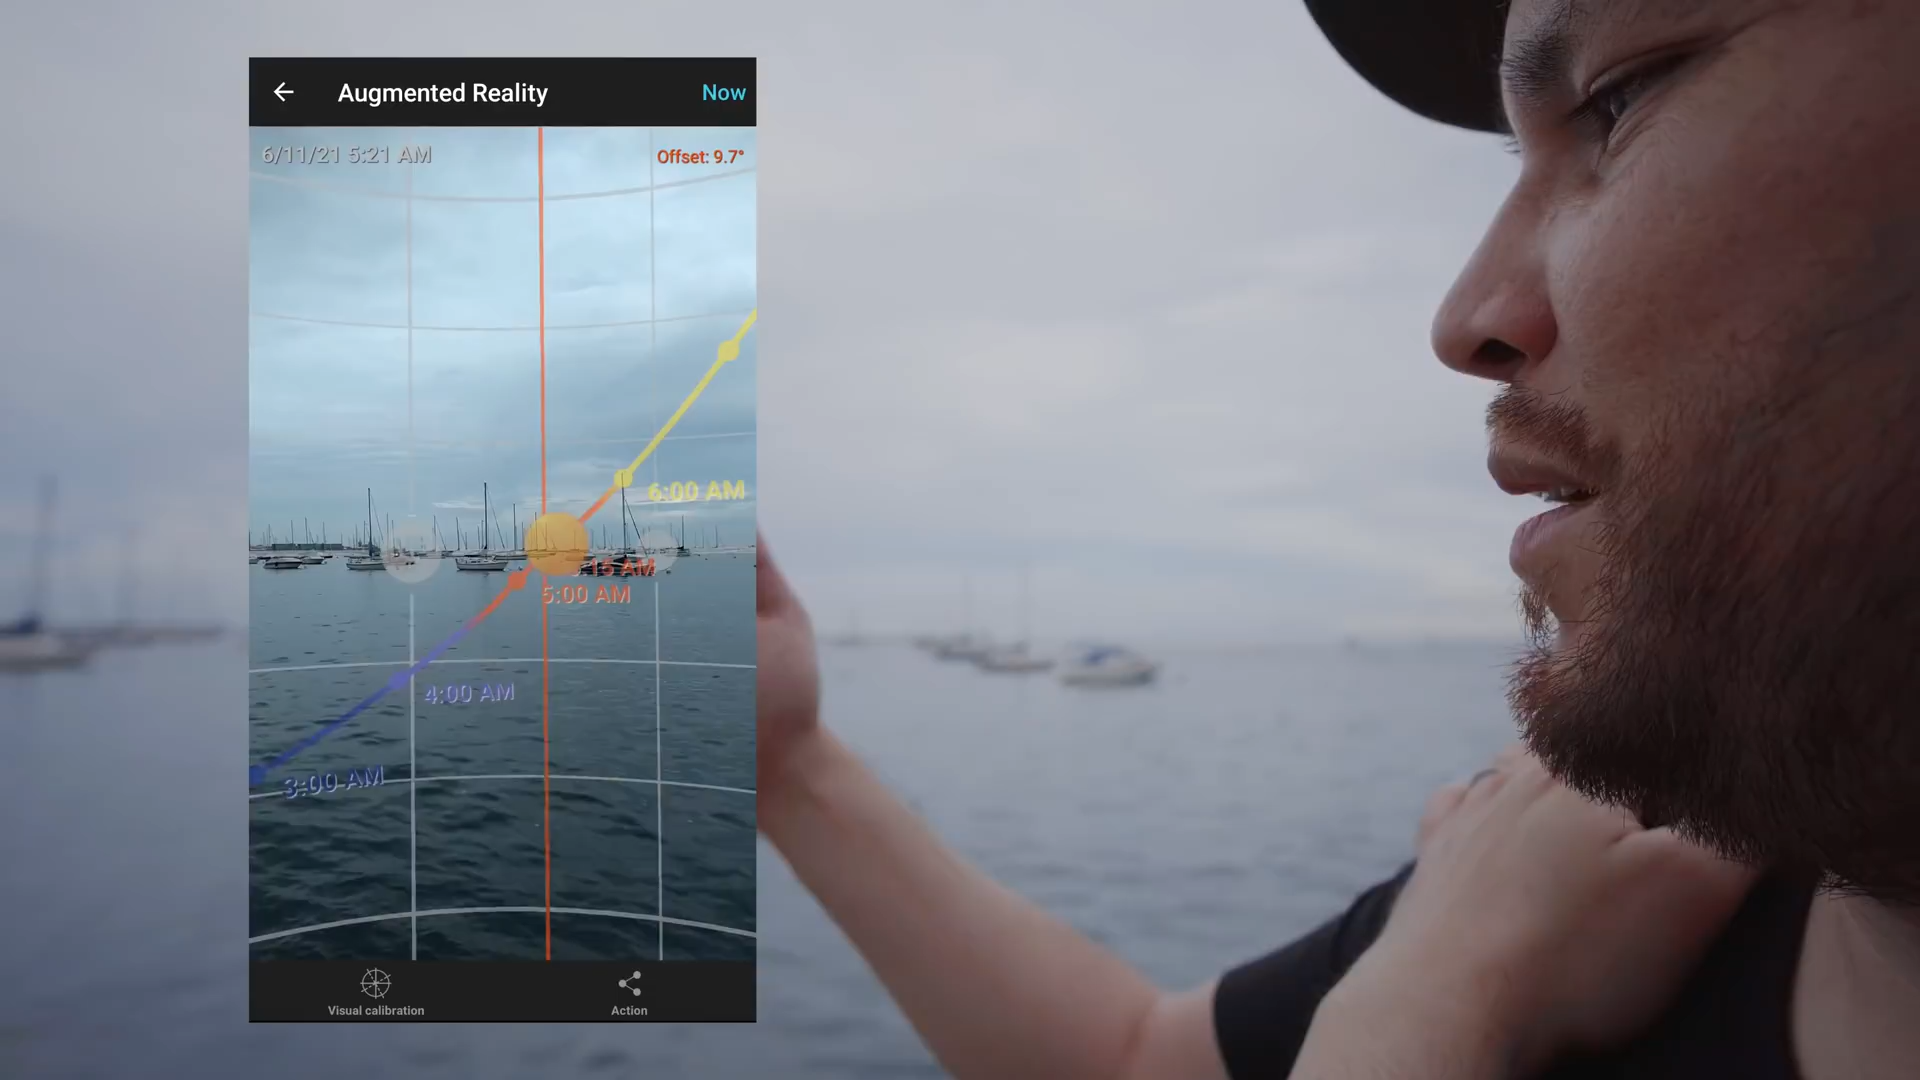 Augmented Reality
Now
6/11/21 5:21 AM
Offset: 9.7°
6:00 AM
AM
5:00 AM
4:00 AM
3:00 AM
Visual calibration
Action